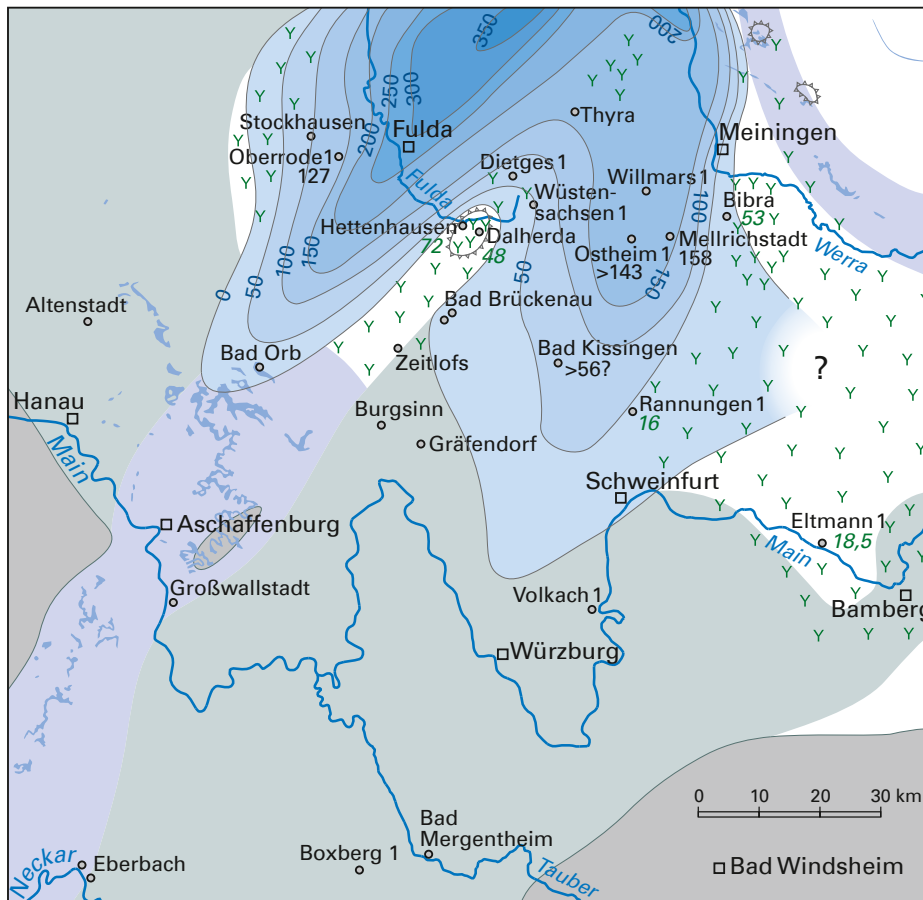 350
200
250
300
200
Thyra
Stockhausen
Fulda
Meiningen
Oberrode1
127
Dietges 1
Willmars 1
Fulda
Wüsten-
sachsen 1
100
Bibra
53
Hettenhausen
72
Dalherda
48
Ostheim 1
>143
Mellrichstadt
158
Werra
150
100
50
0
50
150
Altenstadt
Bad Brückenau
Bad Orb
Zeitlofs
Bad Kissingen
>56?
?
Hanau
Burgsinn
Rannungen 1
16
Main
Gräfendorf
Schweinfurt
Aschaffenburg
Eltmann 1
18,5
Main
Großwallstadt
Volkach 1
Bamberg
Würzburg
0 10 20 30 km
Bad
Mergentheim
Neckar
Eberbach
Boxberg 1
Tauber
Bad Windsheim